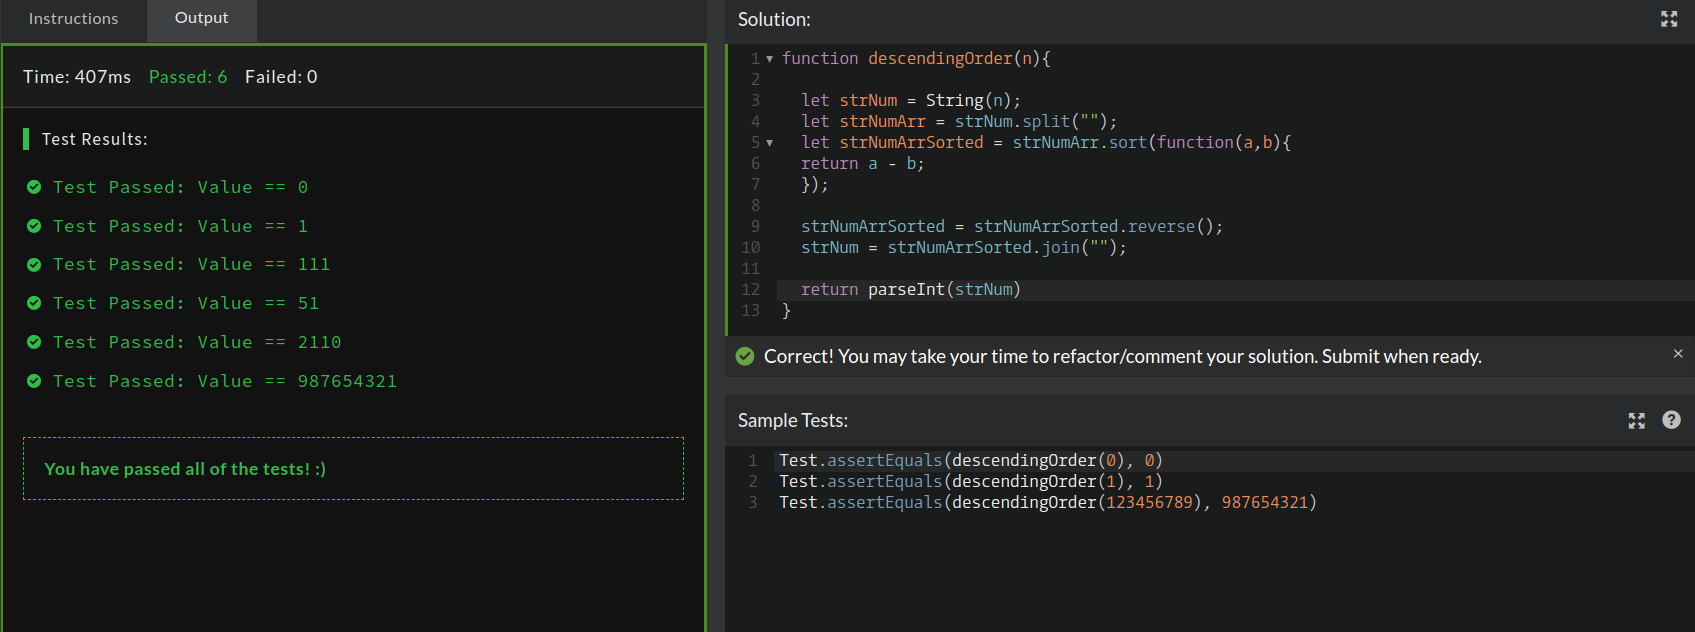 Instructions
Output
Time: 407ms Passed: 6 Failed: 0
Test Results:
Test Passed: Value == 0
Test Passed: Value == 1
Test Passed: Value == 111
Test Passed: Value == 51
Test Passed: Value == 2110
Test Passed: Value == 987654321
You have passed all of the tests! :)
Solution:
1 function descendingOrder(n){
2
3 let strNum = String(n);
4 let strNumArr = strNum.split("");
5 let strNumArrSorted = strNumArr.sort(function(a,b){
6 return a - b;
7 });
8
9 strNumArrSorted = strNumArrSorted.reverse();
10 strNum = strNumArrSorted.join("");
11
12 return parseInt(strNum)
13 }
Correct! You may take your time to refactor/comment your solution. Submit when ready.
Sample Tests:
1 Test.assertEquals(descendingOrder(0), 0)
2 Test.assertEquals(descendingOrder(1), 1)
3 Test.assertEquals(descendingOrder(123456789), 987654321)